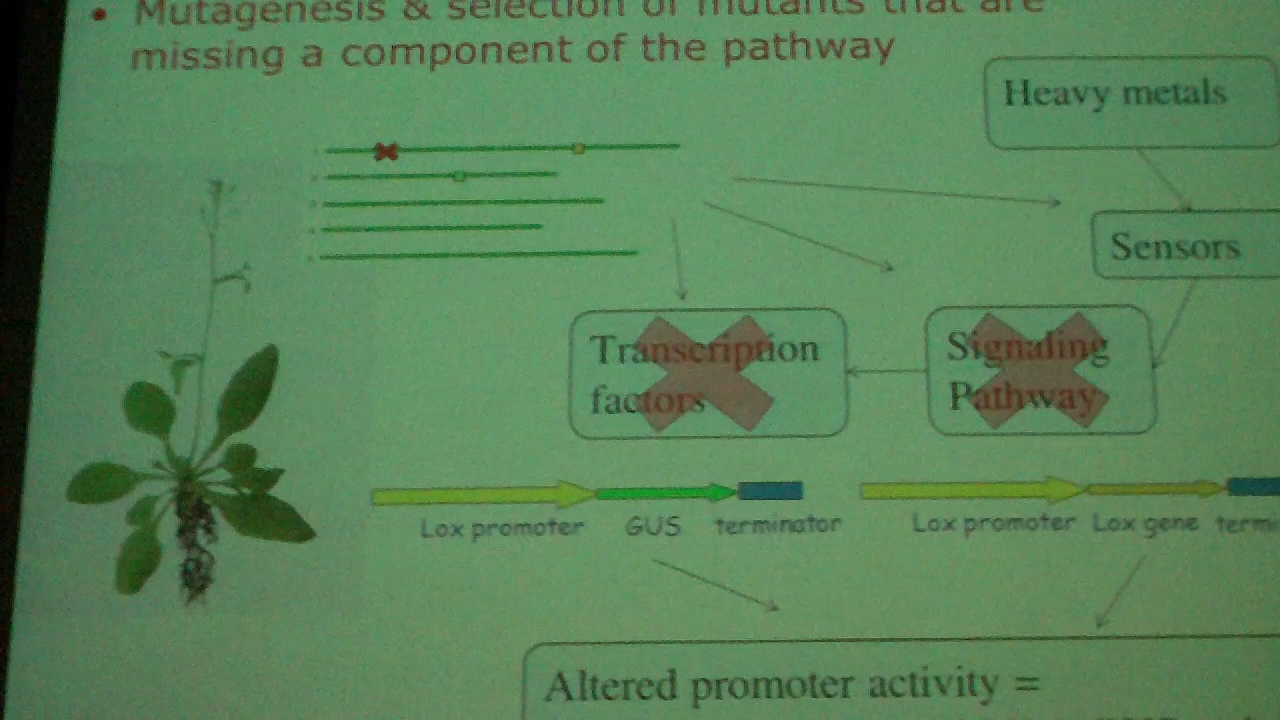 • Mutagenesis & selection of mutants that are
missing a component of the pathway
Heavy metals
Sensors
Transcription
factors
Signaling
Pathway
Lox promoter GUS terminator
Lox promoter Lox gene termi
Altered promoter activity =